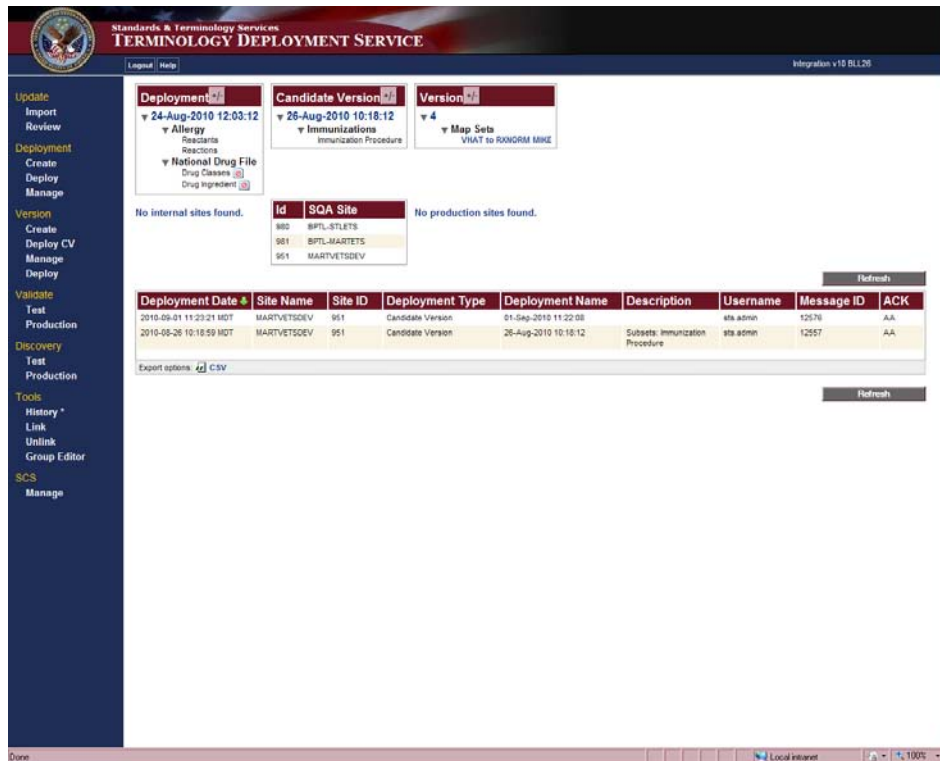 Standards & Terminology Services
TERMINOLOGY DEPLOYMENT SERVICE
Logout Help
Integration v10 BLL26
Update
Import
Review
Deployment
Create
Deploy
Manage
Version
Create
Deploy CV
Manage
Deploy
Validate
Test
Production
Discovery
Test
Production
Tools
History *
Link
Unlink
Group Editor
SCS
Manage
Deployment +/-
24-Aug-2010 12:03:12
Allergy
Reactants
Reactions
National Drug File
Drug Classes
Drug Ingredient
Candidate Version +/-
26-Aug-2010 10:18:12
Immunizations
Immunization Procedure
Version +/-
4
Map Sets
VHAT to RXNORM MIKE
No internal sites found.
Id SQA Site
980 BPTL-STLETS
981 BPTL-MARTETS
951 MARTVETSDEV
No production sites found.
Refresh
Deployment Date Site Name Site ID Deployment Type Deployment Name Description Username Message ID ACK
2010-09-01 11:23:21 MDT MARTVETSDEV 951 Candidate Version 01-Sep-2010 11:22:08 sts.admin 12576 AA
2010-08-26 10:18:59 MDT MARTVETSDEV 951 Candidate Version 26-Aug-2010 10:18:12 Subsets: Immunization Procedure sts.admin 12557 AA
Export options: CSV
Refresh
Done
Local intranet
100%